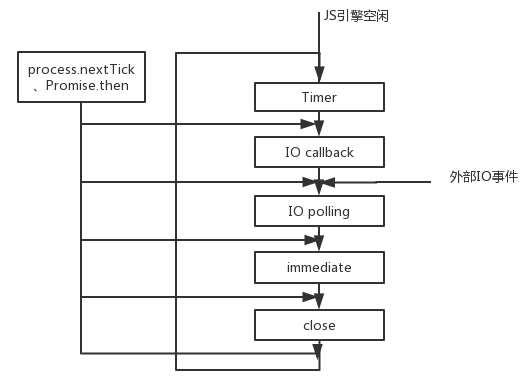 JS引擎空闲
process.nextTick
、Promise.then
Timer
IO callback
外部IO事件
IO polling
immediate
close